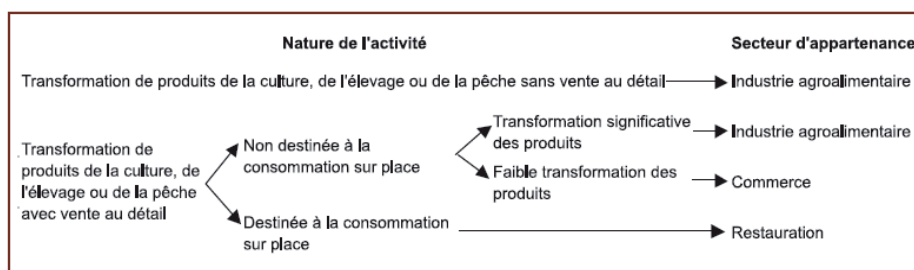 Nature de l'activité
Secteur d'appartenance
Transformation de produits de la culture, de l'élevage ou de la pêche sans vente au détail
Industrie agroalimentaire
Transformation de
produits de la culture, de
l'élevage ou de la pêche
avec vente au détail
Non destinée à la
consommation sur place
Transformation significative
des produits
Industrie agroalimentaire
Faible transformation des
produits
Commerce
Destinée à la consommation
sur place
Restauration